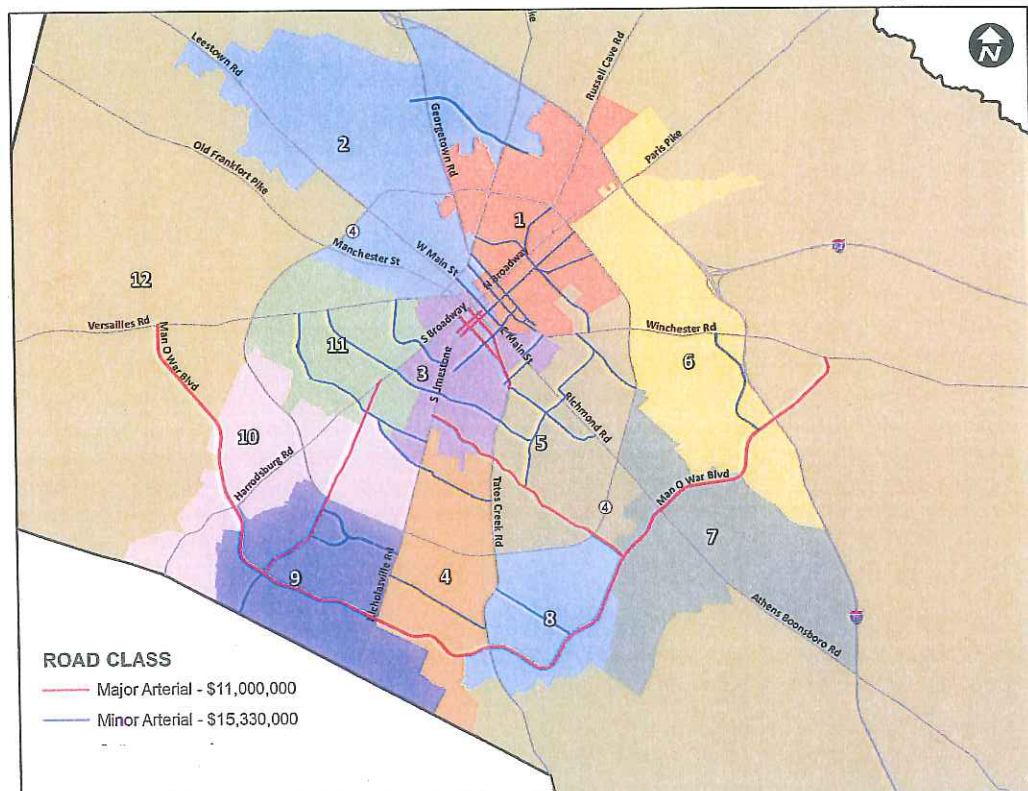 ke
N
Leestown Rd
Russell Cave Rd
Georgetown Rd
2
Paris Pike
Old Frankfort Pike
1
4
W Main St
Manchester St
N Broadway
64
12
Versailles Rd
Man O War Blvd
S Broadway
E Main St
Winchester Rd
11
3
S Limestone
6
Richmond Rd
10
5
Harrodsburg Rd
Tates Creek Rd
Man O War Blvd
4
7
9
Nicholasville Rd
4
8
Athens Boonsboro Rd
ROAD CLASS
Major Arterial - $11,000,000
Minor Arterial - $15,330,000